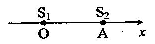 S₁ S₂
O A x